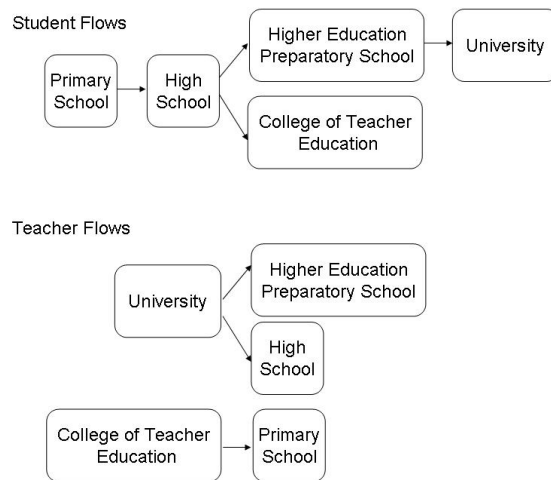 Student Flows
Primary
School
High
School
Higher Education
Preparatory School
University
College of Teacher
Education
Teacher Flows
University
Higher Education
Preparatory School
High
School
College of Teacher
Education
Primary
School